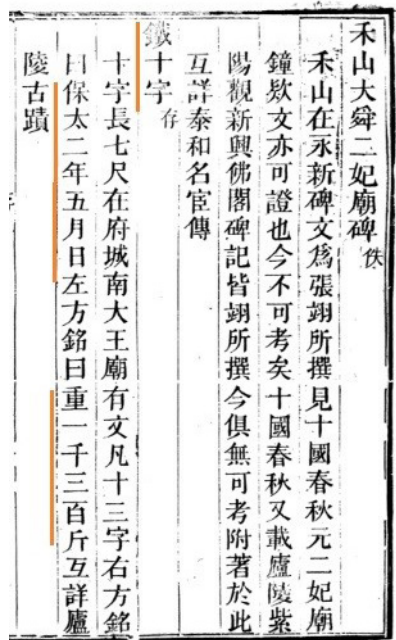 禾山大舜二妃廟碑 佚
禾山在永新碑文爲張翊所撰見十國春秋元二妃廟
鐘欵文亦可證也今不可考矣十國春秋又載廬陵紫
陽觀新興佛閣碑記皆翊所撰今俱無可考附著於此
互詳泰和名宦傳
鐵十字 存
十字長七尺在府城南大王廟有文凡十三字右方銘
曰保太二年五月日左方銘曰重一千三百斤互詳廬
陵古蹟